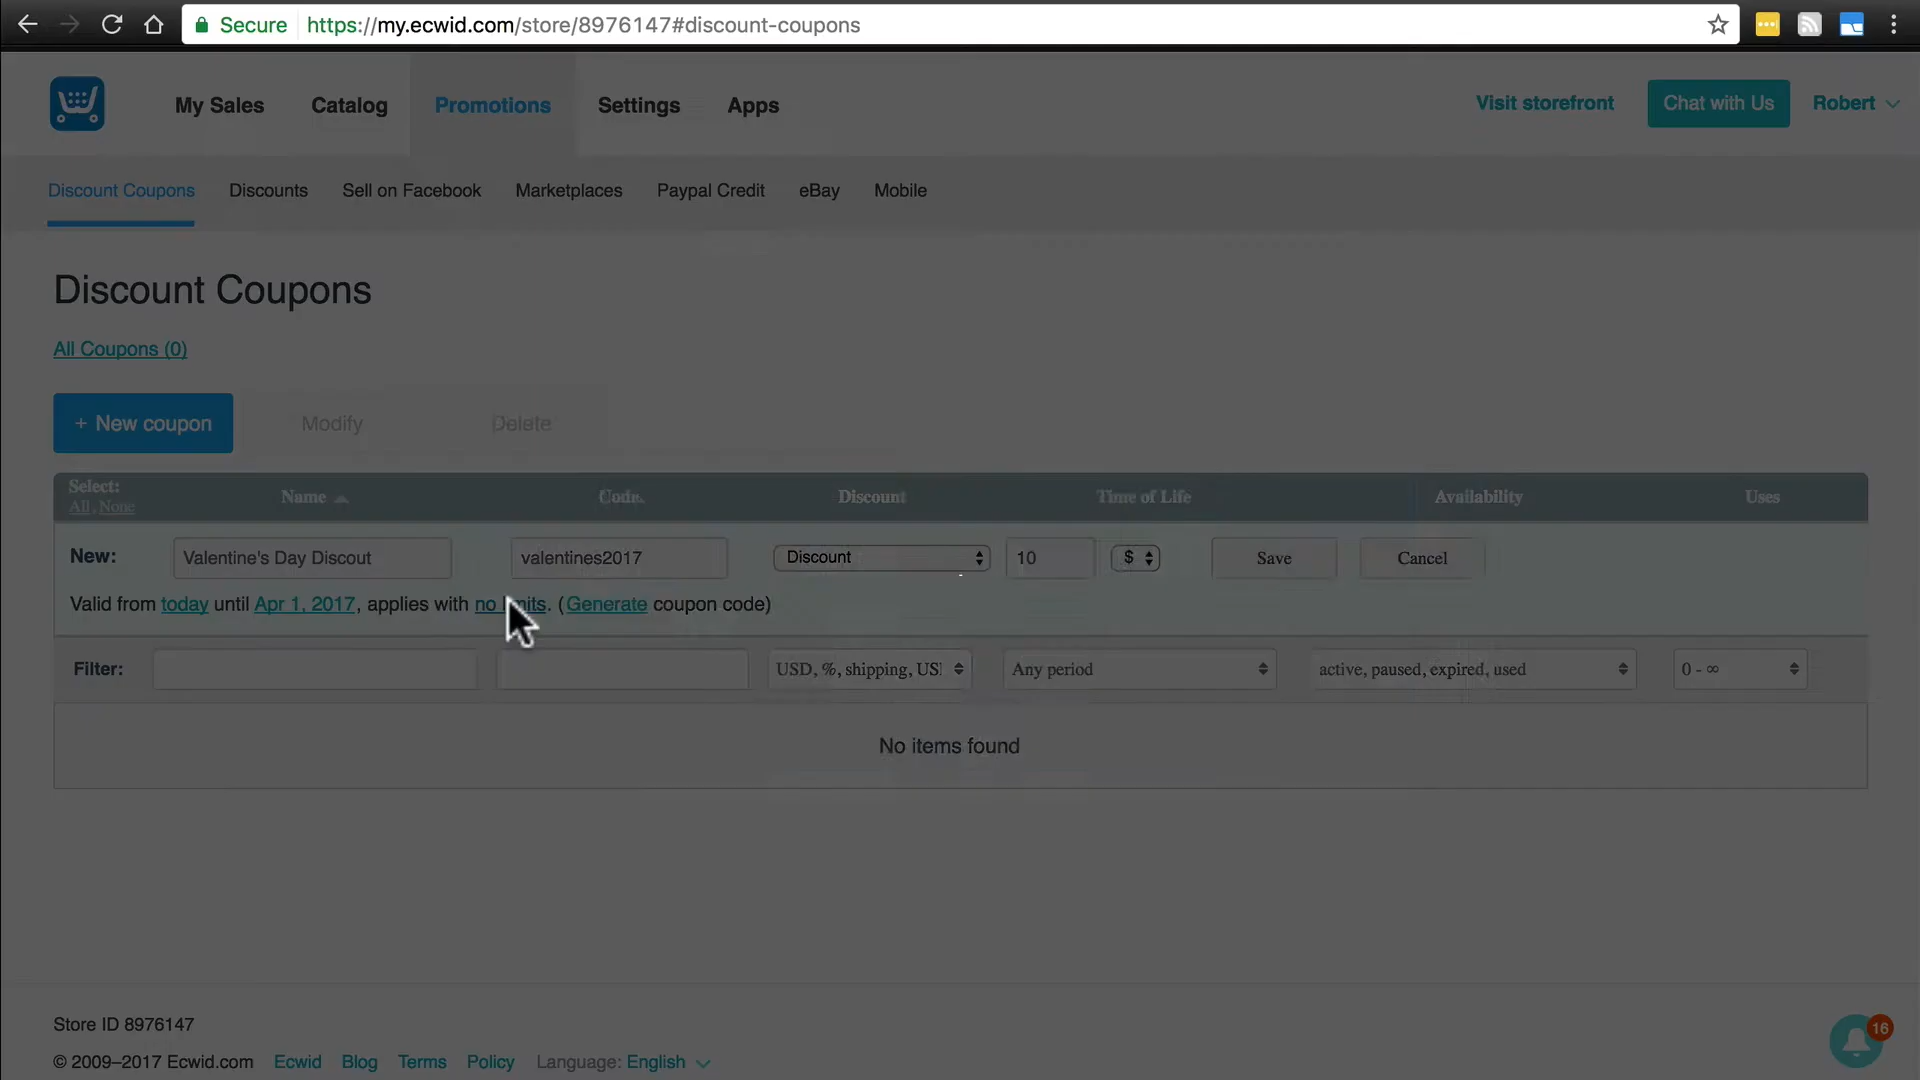 Secure https://my.ecwid.com/store/8976147#discount-coupons
My Sales Catalog Promotions Settings Apps Visit storefront Chat with Us Robert
Discount Coupons Discounts Sell on Facebook Marketplaces Paypal Credit eBay Mobile
Discount Coupons
All Coupons (0)
+ New coupon Modify Delete
Select:
All, None
Name Code Discount Time of Life Availability Uses
New: Valentine's Day Discout valentines2017 Discount 10 $ Save Cancel
Valid from today until Apr 1, 2017, applies with no limits. (Generate coupon code)
Filter: USD, %, shipping, Any period active, paused, expired, used 0 - ∞
No items found
Store ID 8976147
© 2009–2017 Ecwid.com Ecwid Blog Terms Policy Language: English
16